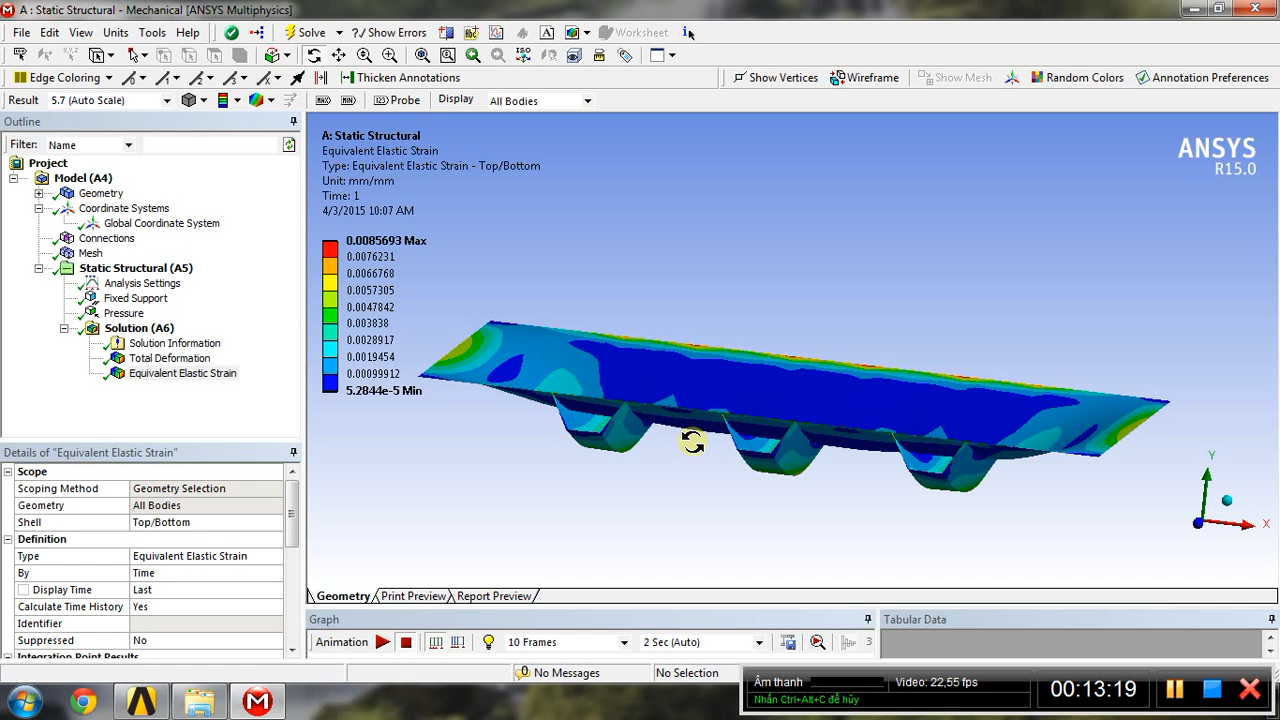 A : Static Structural - Mechanical [ANSYS Multiphysics]
File Edit View Units Tools Help Solve ?/ Show Errors A Worksheet
Edge Coloring Thicken Annotations Show Vertices Wireframe Show Mesh Random Colors Annotation Preferences
Result 5.7 (Auto Scale) MAX MIN Probe Display All Bodies
Outline
Filter: Name
Project
Model (A4)
Geometry
Coordinate Systems
Global Coordinate System
Connections
Mesh
Static Structural (A5)
Analysis Settings
Fixed Support
Pressure
Solution (A6)
Solution Information
Total Deformation
Equivalent Elastic Strain
Details of "Equivalent Elastic Strain"
Scope
Scoping Method Geometry Selection
Geometry All Bodies
Shell Top/Bottom
Definition
Type Equivalent Elastic Strain
By Time
Display Time Last
Calculate Time History Yes
Identifier
Suppressed No
Integration Point Results
A: Static Structural
Equivalent Elastic Strain
Type: Equivalent Elastic Strain - Top/Bottom
Unit: mm/mm
Time: 1
4/3/2015 10:07 AM
0.0085693 Max
0.0076231
0.0066768
0.0057305
0.0047842
0.003838
0.0028917
0.0019454
0.00099912
5.2844e-5 Min
ANSYS
R15.0
Y
X
Geometry Print Preview Report Preview
Graph
Animation 10 Frames 2 Sec (Auto) 3
Tabular Data
No Messages No Selection
Âm thanh Video: 22,55 fps
Nhấn Ctrl+Alt+C để hủy
00:13:19